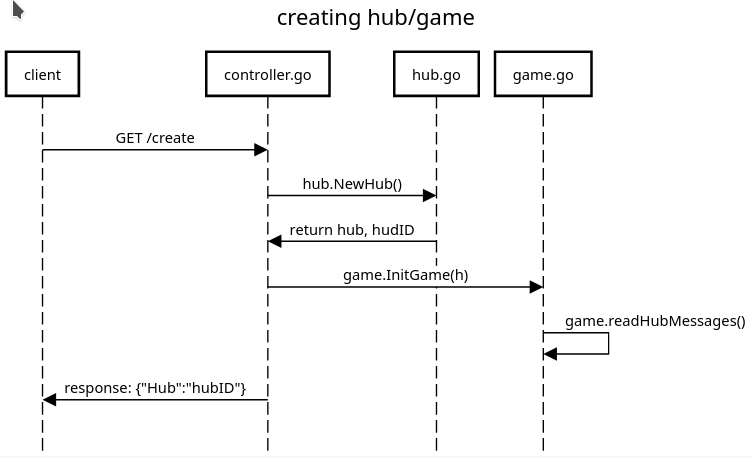 creating hub/game
client
controller.go
hub.go
game.go
GET /create
hub.NewHub()
return hub, hudID
game.InitGame(h)
game.readHubMessages()
response: {"Hub":"hubID"}